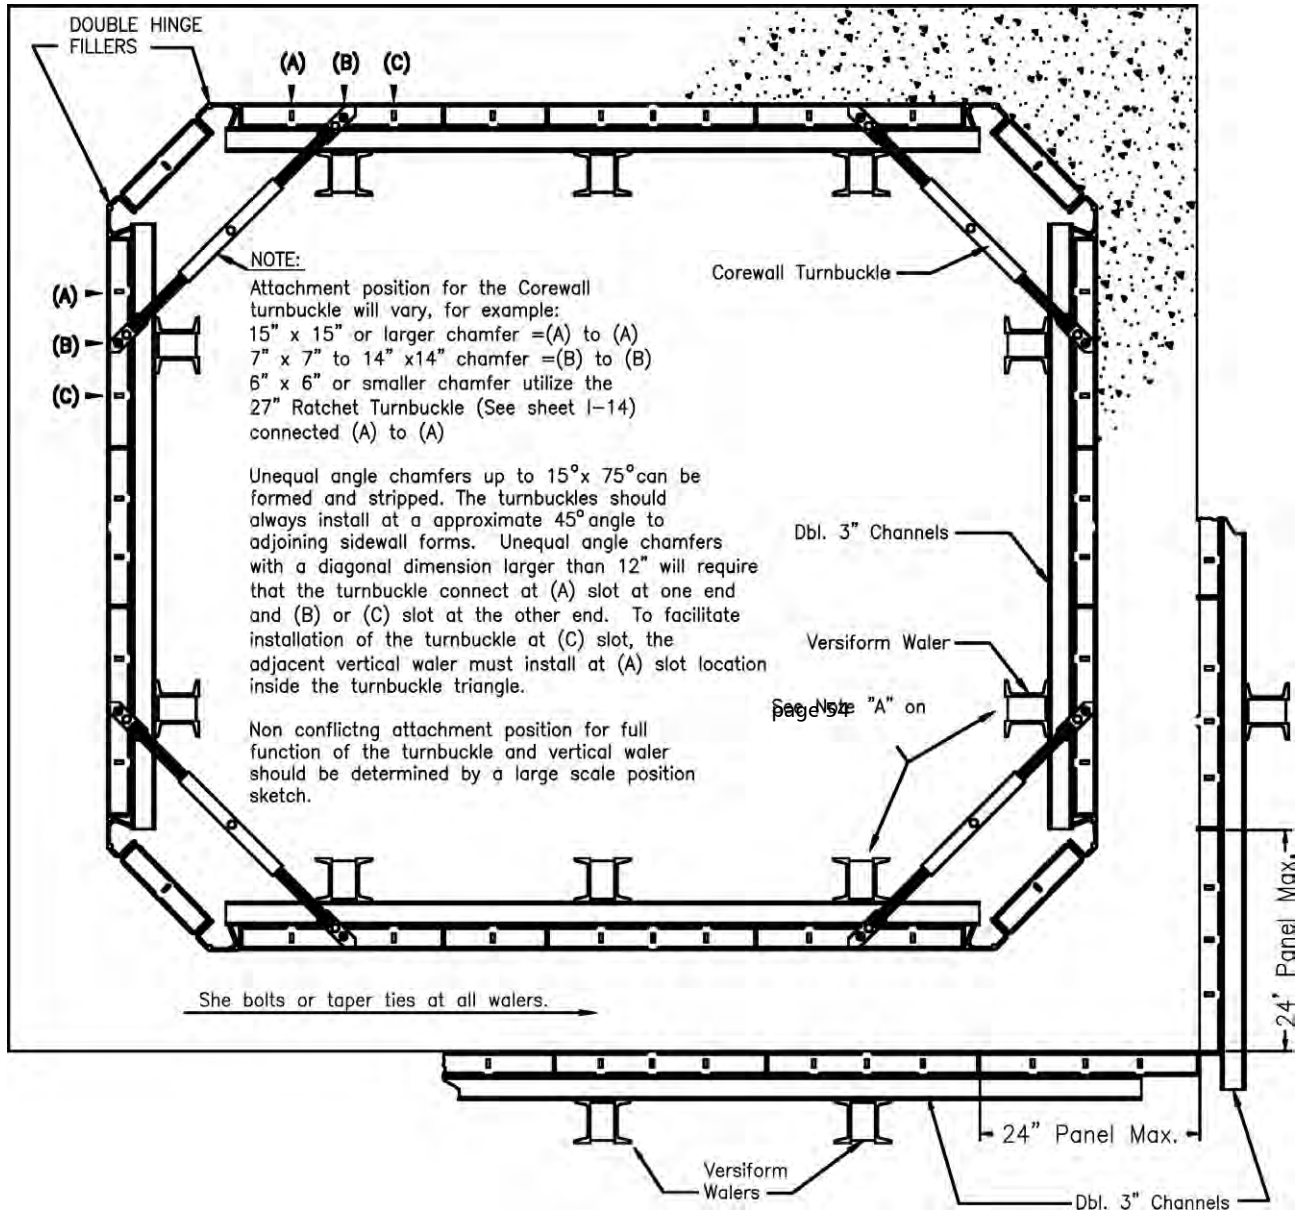 DOUBLE HINGE
FILLERS
(A) (B) (C)
(A)
(B)
(C)
NOTE:
Attachment position for the Corewall
turnbuckle will vary, for example:
15" x 15" or larger chamfer =(A) to (A)
7" x 7" to 14" x14" chamfer =(B) to (B)
6" x 6" or smaller chamfer utilize the
27" Ratchet Turnbuckle (See sheet I-14)
connected (A) to (A)
Unequal angle chamfers up to 15°x 75°can be
formed and stripped. The turnbuckles should
always install at a approximate 45° angle to
adjoining sidewall forms. Unequal angle chamfers
with a diagonal dimension larger than 12" will require
that the turnbuckle connect at (A) slot at one end
and (B) or (C) slot at the other end. To facilitate
installation of the turnbuckle at (C) slot, the
adjacent vertical waler must install at (A) slot location
inside the turnbuckle triangle.
Non conflictng attachment position for full
function of the turnbuckle and vertical waler
should be determined by a large scale position
sketch.
Corewall Turnbuckle
Dbl. 3" Channels
Versiform Waler
See Note "A" on
page 54
She bolts or taper ties at all walers.
24' Panel Max.
24" Panel Max.
Versiform
Walers
Dbl. 3" Channels